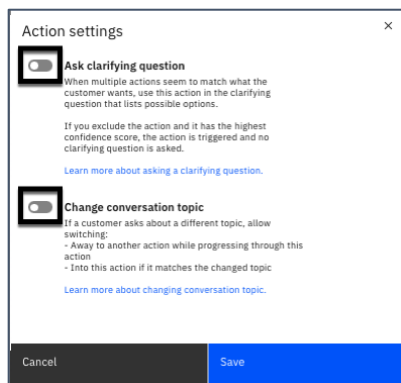 Action settings
Ask clarifying question
When multiple actions seem to match what the
customer wants, use this action in the clarifying
question that lists possible options.
If you exclude the action and it has the highest
confidence score, the action is triggered and no
clarifying question is asked.
Learn more about asking a clarifying question.
Change conversation topic
If a customer asks about a different topic, allow
switching:
- Away to another action while progressing through this
action
- Into this action if it matches the changed topic
Learn more about changing conversation topic.
Cancel
Save